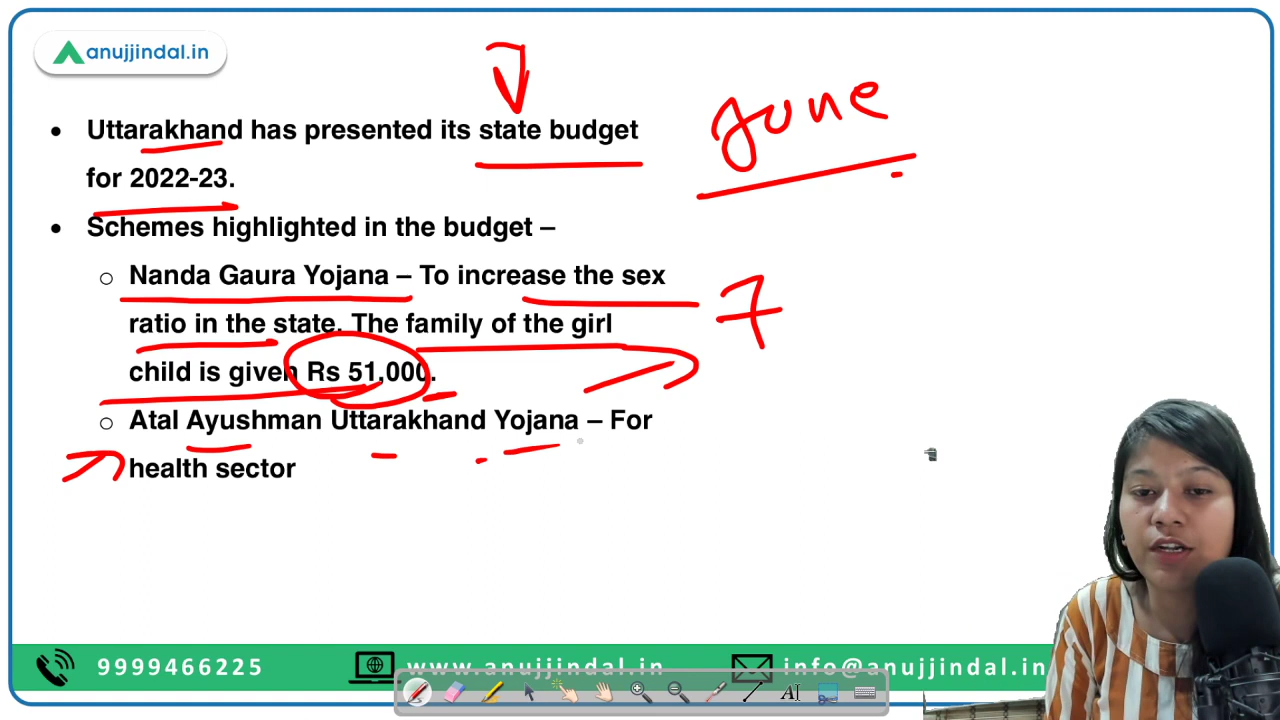 anujjindal.in
June
• Uttarakhand has presented its state budget
for 2022-23.
• Schemes highlighted in the budget –
o Nanda Gaura Yojana – To increase the sex
ratio in the state. The family of the girl
child is given Rs 51,000.
7
o Atal Ayushman Uttarakhand Yojana – For
health sector
9999466225 www.anujjindal.in info@anujjindal.in
A